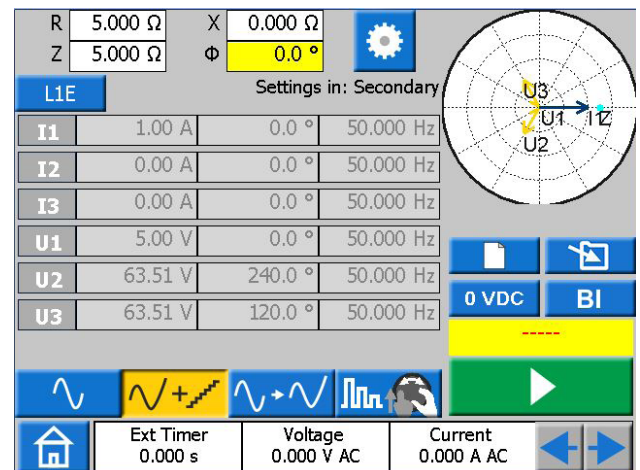 R 5.000 Ω X 0.000 Ω
Z 5.000 Ω Φ 0.0 °
L1E Settings in: Secondary
I1 1.00 A 0.0 ° 50.000 Hz
I2 0.00 A 0.0 ° 50.000 Hz
I3 0.00 A 0.0 ° 50.000 Hz
U1 5.00 V 0.0 ° 50.000 Hz
U2 63.51 V 240.0 ° 50.000 Hz
U3 63.51 V 120.0 ° 50.000 Hz
U3
U1 I1 Z
U2
0 VDC BI
-----
Ext Timer Voltage Current
0.000 s 0.000 V AC 0.000 A AC